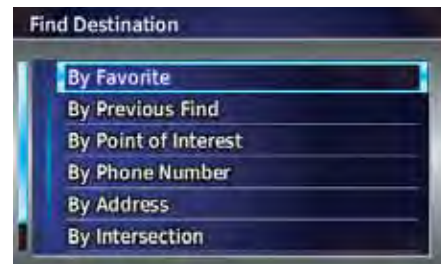 Find Destination
By Favorite
By Previous Find
By Point of Interest
By Phone Number
By Address
By Intersection